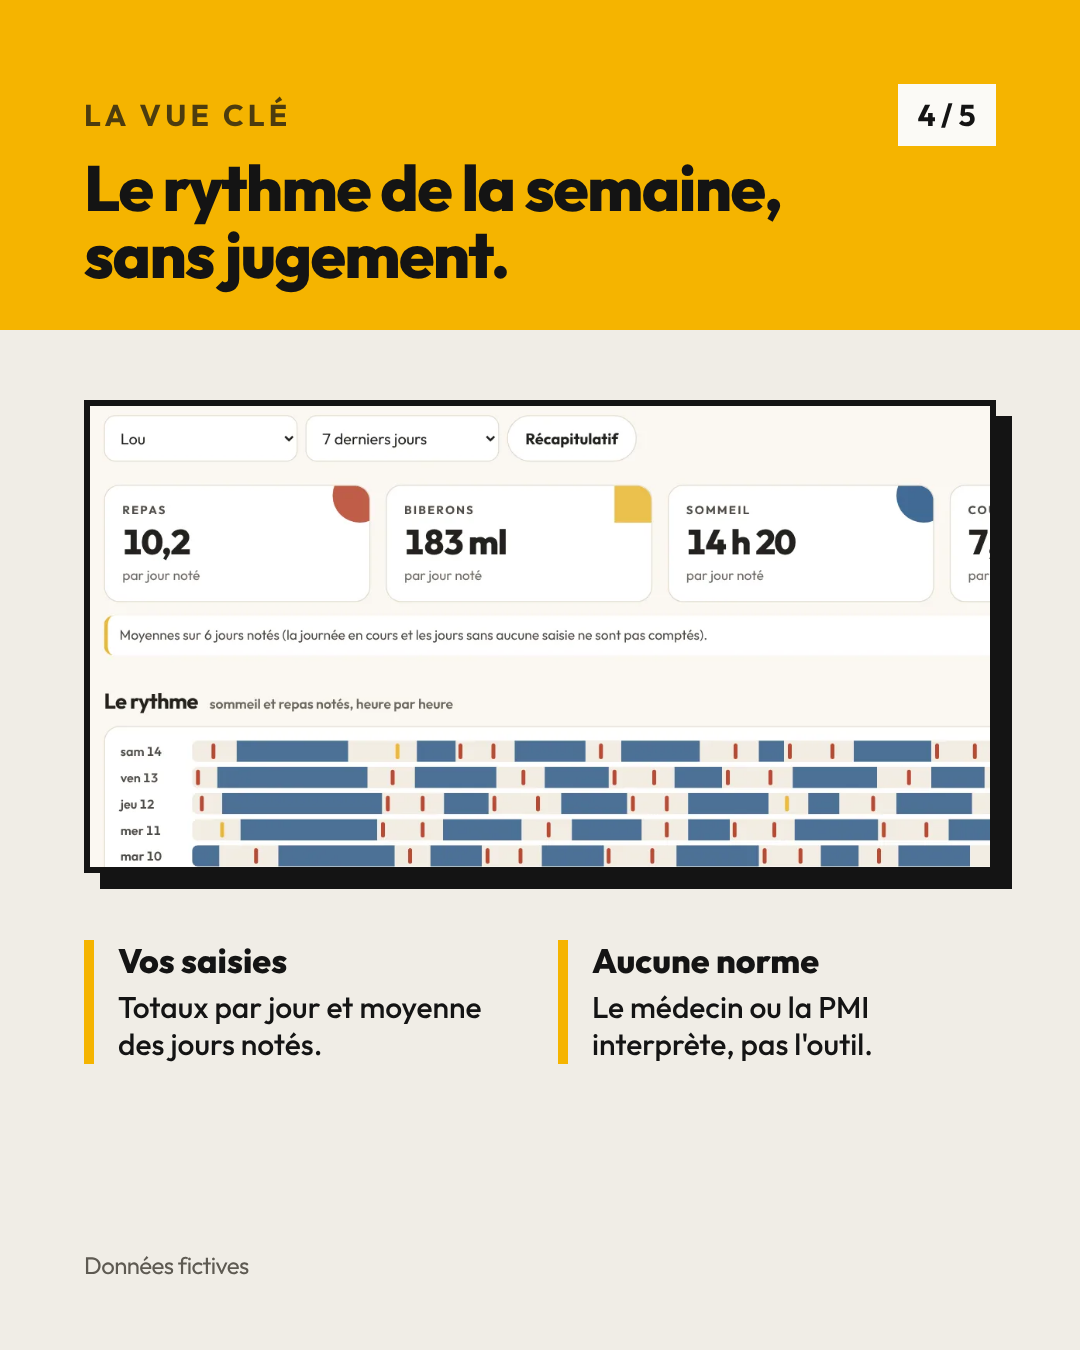 LA VUE CLÉ
4 / 5
Le rythme de la semaine,
sans jugement.
Lou
7 derniers jours
Récapitulatif
REPAS
10,2
par jour noté
BIBERONS
183 ml
par jour noté
SOMMEIL
14 h 20
par jour noté
Moyennes sur 6 jours notés (la journée en cours et les jours sans aucune saisie ne sont pas comptés).
Le rythme sommeil et repas notés, heure par heure
sam 14
ven 13
jeu 12
mer 11
mar 10
Vos saisies
Totaux par jour et moyenne
des jours notés.
Aucune norme
Le médecin ou la PMI
interprète, pas l'outil.
Données fictives